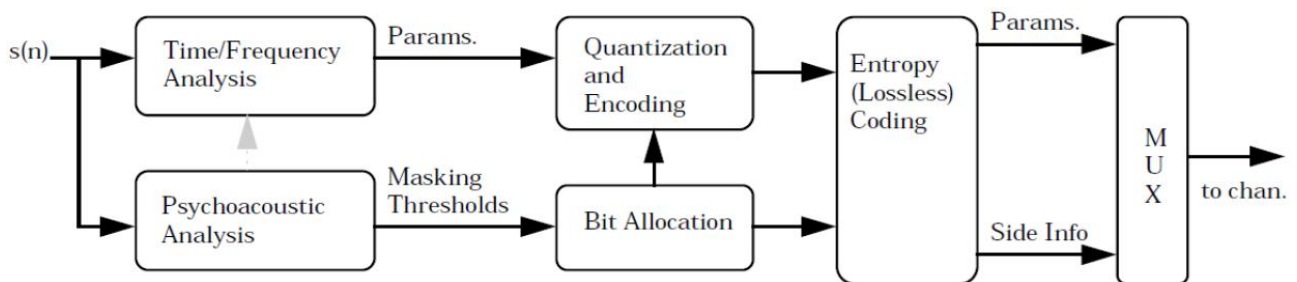 s(n)
Time/Frequency
Analysis
Params.
Quantization
and
Encoding
Entropy
(Lossless)
Coding
Params.
M
U
X
to chan.
Psychoacoustic
Analysis
Masking
Thresholds
Bit Allocation
Side Info